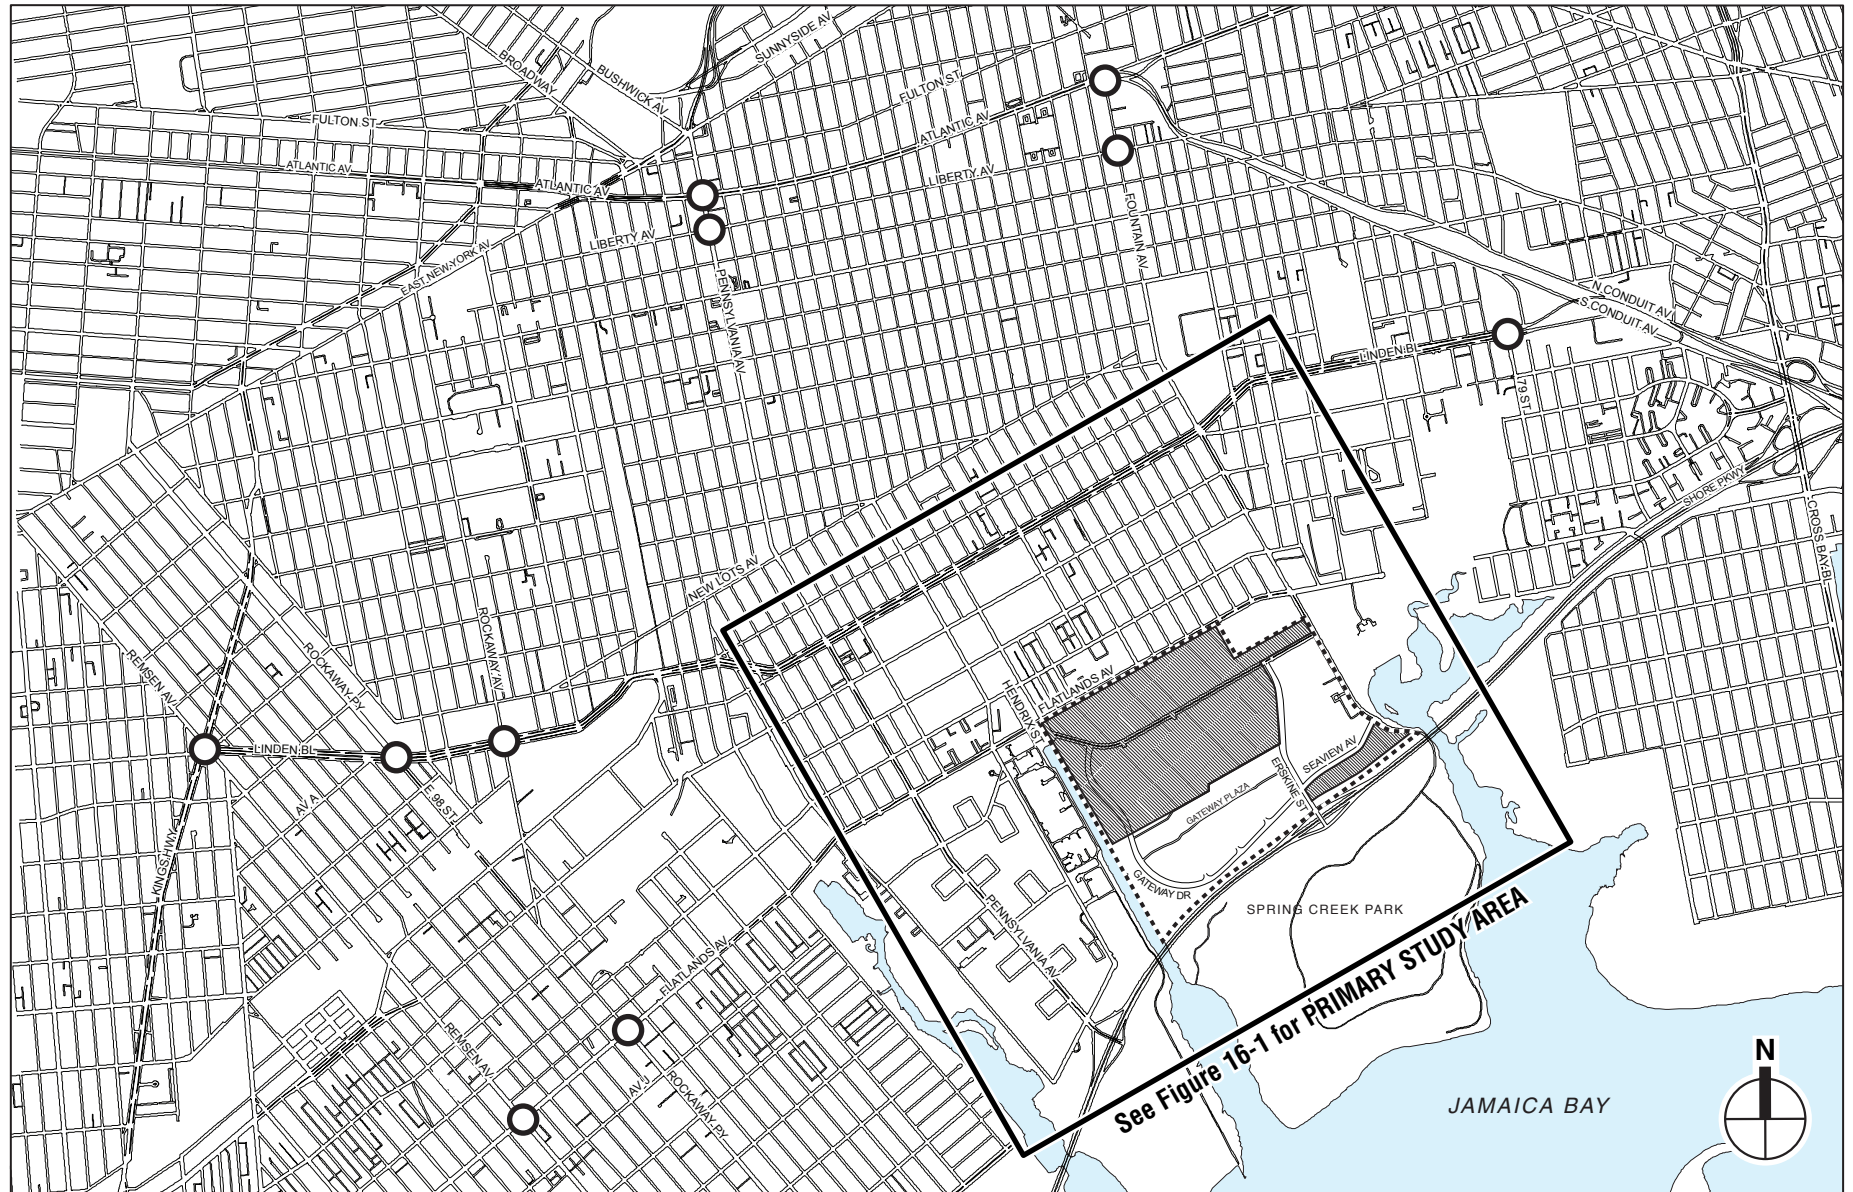 SUNNYSIDE AV
BROADWAY
BUSHWICK AV
FULTON ST
FULTON ST
ATLANTIC AV
ATLANTIC AV
ATLANTIC AV
LIBERTY AV
LIBERTY AV
FOUNTAIN AV
EAST NEW YORK AV
PENNSYLVANIA AV
N CONDUIT AV
S CONDUIT AV
LINDEN BL
79 ST
SHORE PKWY
CROSS BAY BL
NEW LOTS AV
ROCKAWAY AV
ROCKAWAY PY
REMSEN AV
HENDRIX S
FLATLANDS AV
LINDEN BL
AV A
E 98 ST
KINGS HWY
ERSKINE ST
SEAVIEW AV
GATEWAY PLAZA
GATEWAY DR
SPRING CREEK PARK
PENNSYLVANIA AV
FLATLANDS AV
REMSEN AV
AV J
ROCKAWAY PY
See Figure 16-1 for PRIMARY STUDY AREA
JAMAICA BAY
N